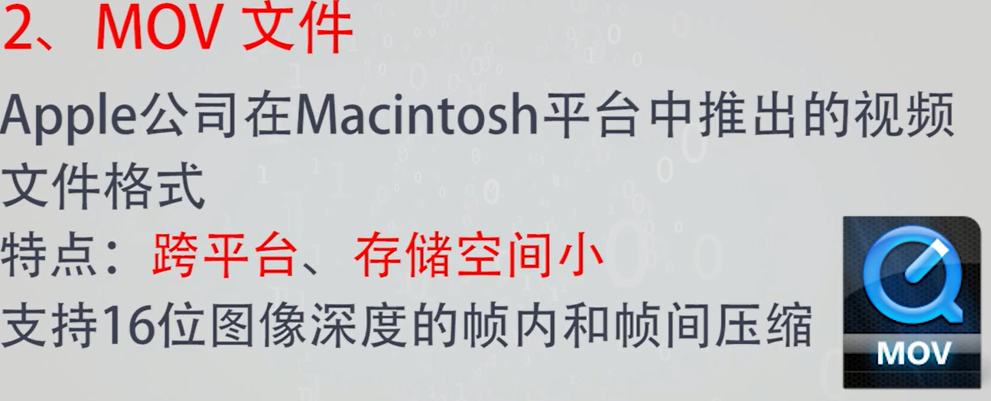 2、MOV 文件
Apple公司在Macintosh平台中推出的视频
文件格式
特点：跨平台、存储空间小
支持16位图像深度的帧内和帧间压缩
MOV